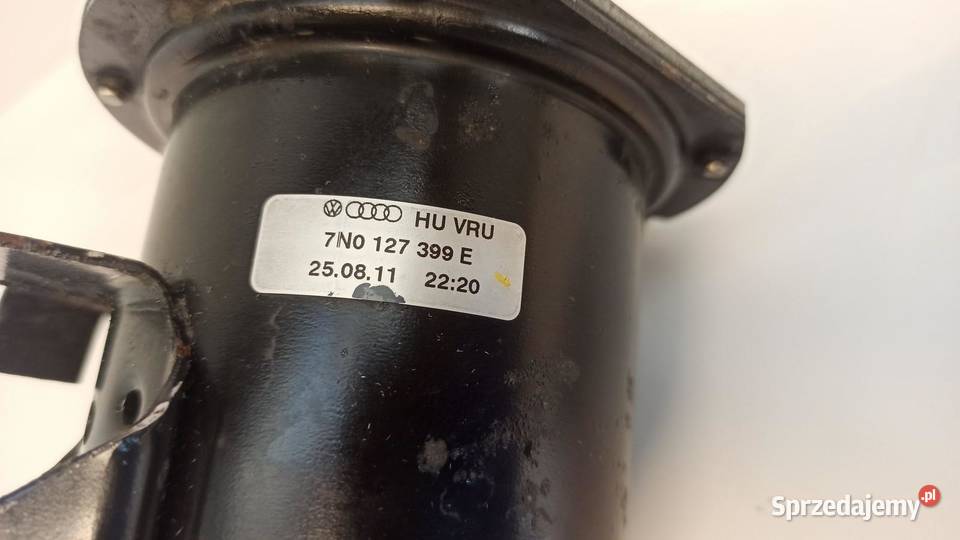 HU VRU
7N0 127 399 E
25.08.11 22:20
Sprzedajemy.pl